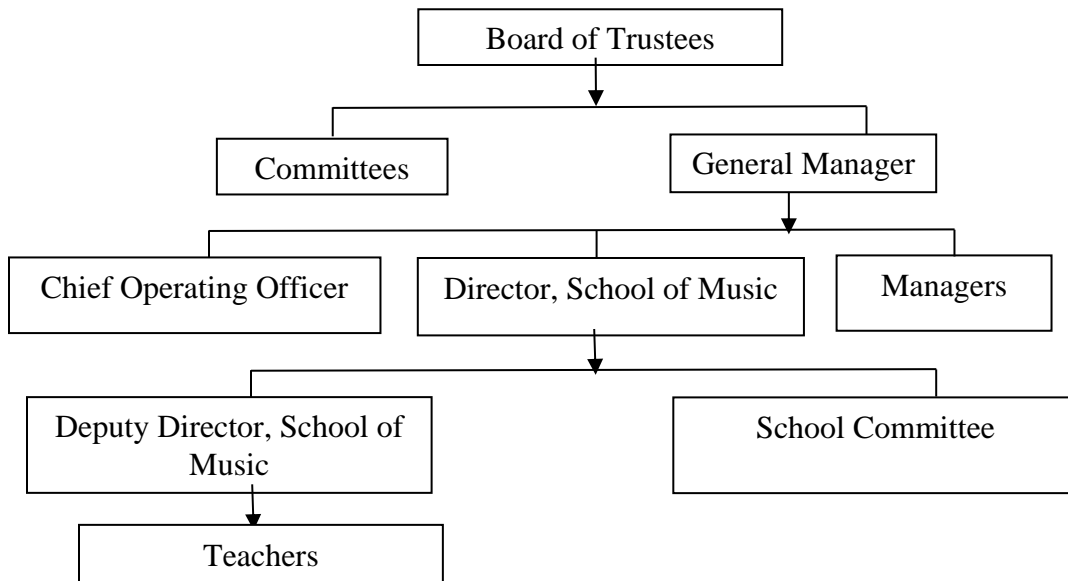 Board of Trustees
Committees
General Manager
Chief Operating Officer
Director, School of Music
Managers
Deputy Director, School of
Music
School Committee
Teachers